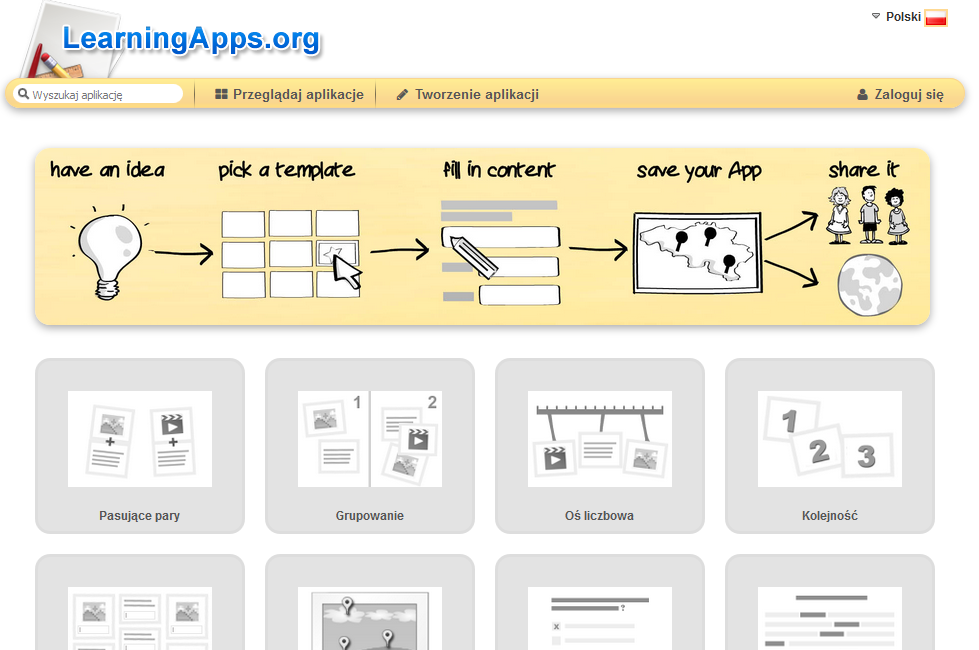 Polski
LearningApps.org
Wyszukaj aplikację
Przeglądaj aplikacje
Tworzenie aplikacji
Zaloguj się
have an idea
pick a template
fill in content
save your App
share it
1
2
1
2
3
Pasujące pary
Grupowanie
Oś liczbowa
Kolejność
?